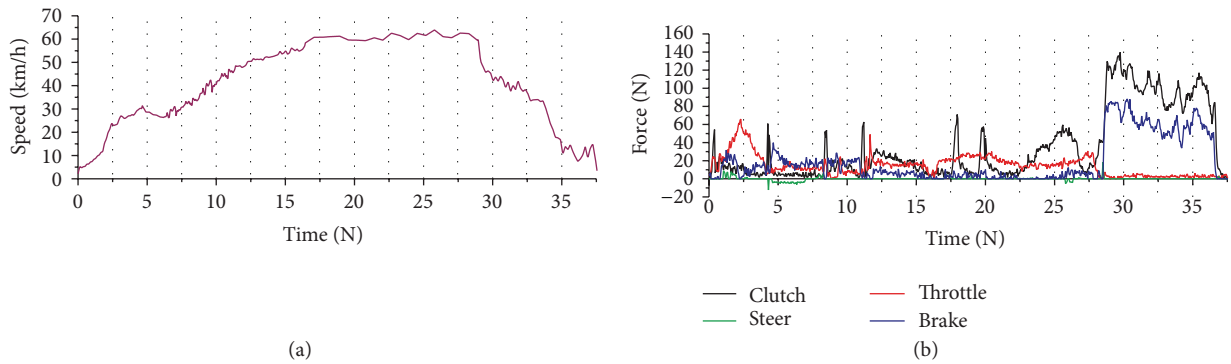 70
60
50
40
30
20
10
0
Speed (km/h)
0 5 10 15 20 25 30 35
Time (N)
(a)
160
140
120
100
80
60
40
20
0
−20
Force (N)
0 5 10 15 20 25 30 35
Time (N)
Clutch Throttle
Steer Brake
(b)